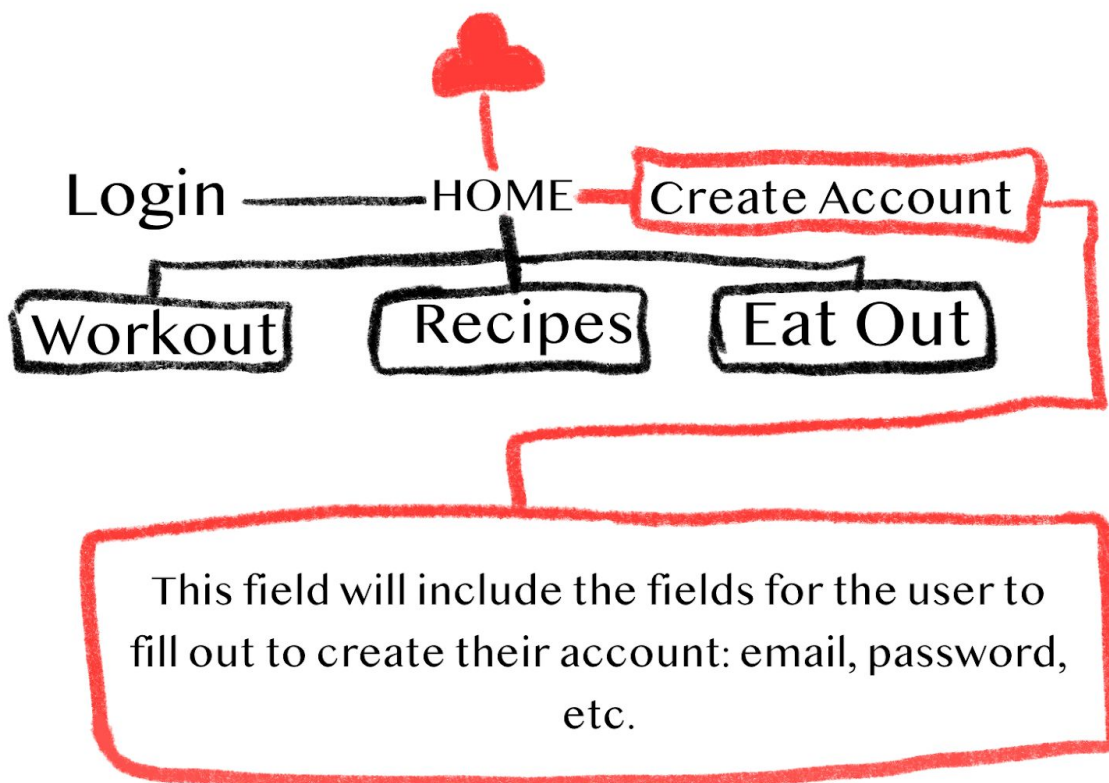 Login
HOME
Create Account
Workout
Recipes
Eat Out
This field will include the fields for the user to
fill out to create their account: email, password,
etc.